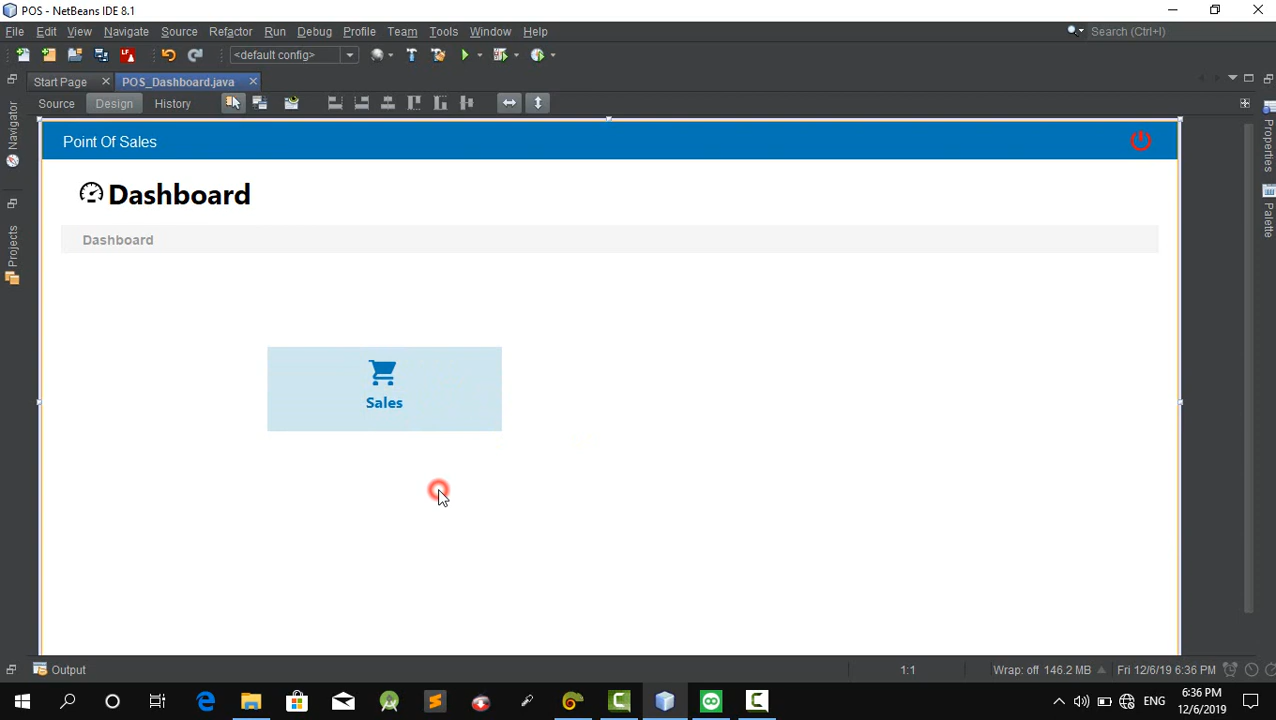 POS - NetBeans IDE 8.1
File Edit View Navigate Source Refactor Run Debug Profile Team Tools Window Help
Search (Ctrl+I)
<default config>
Start Page
POS_Dashboard.java
Source Design History
Navigator
Projects
Properties
Palette
Point Of Sales
Dashboard
Dashboard
Sales
Output
1:1
Wrap: off 146.2 MB
Fri 12/6/19 6:36 PM
ENG
6:36 PM
12/6/2019